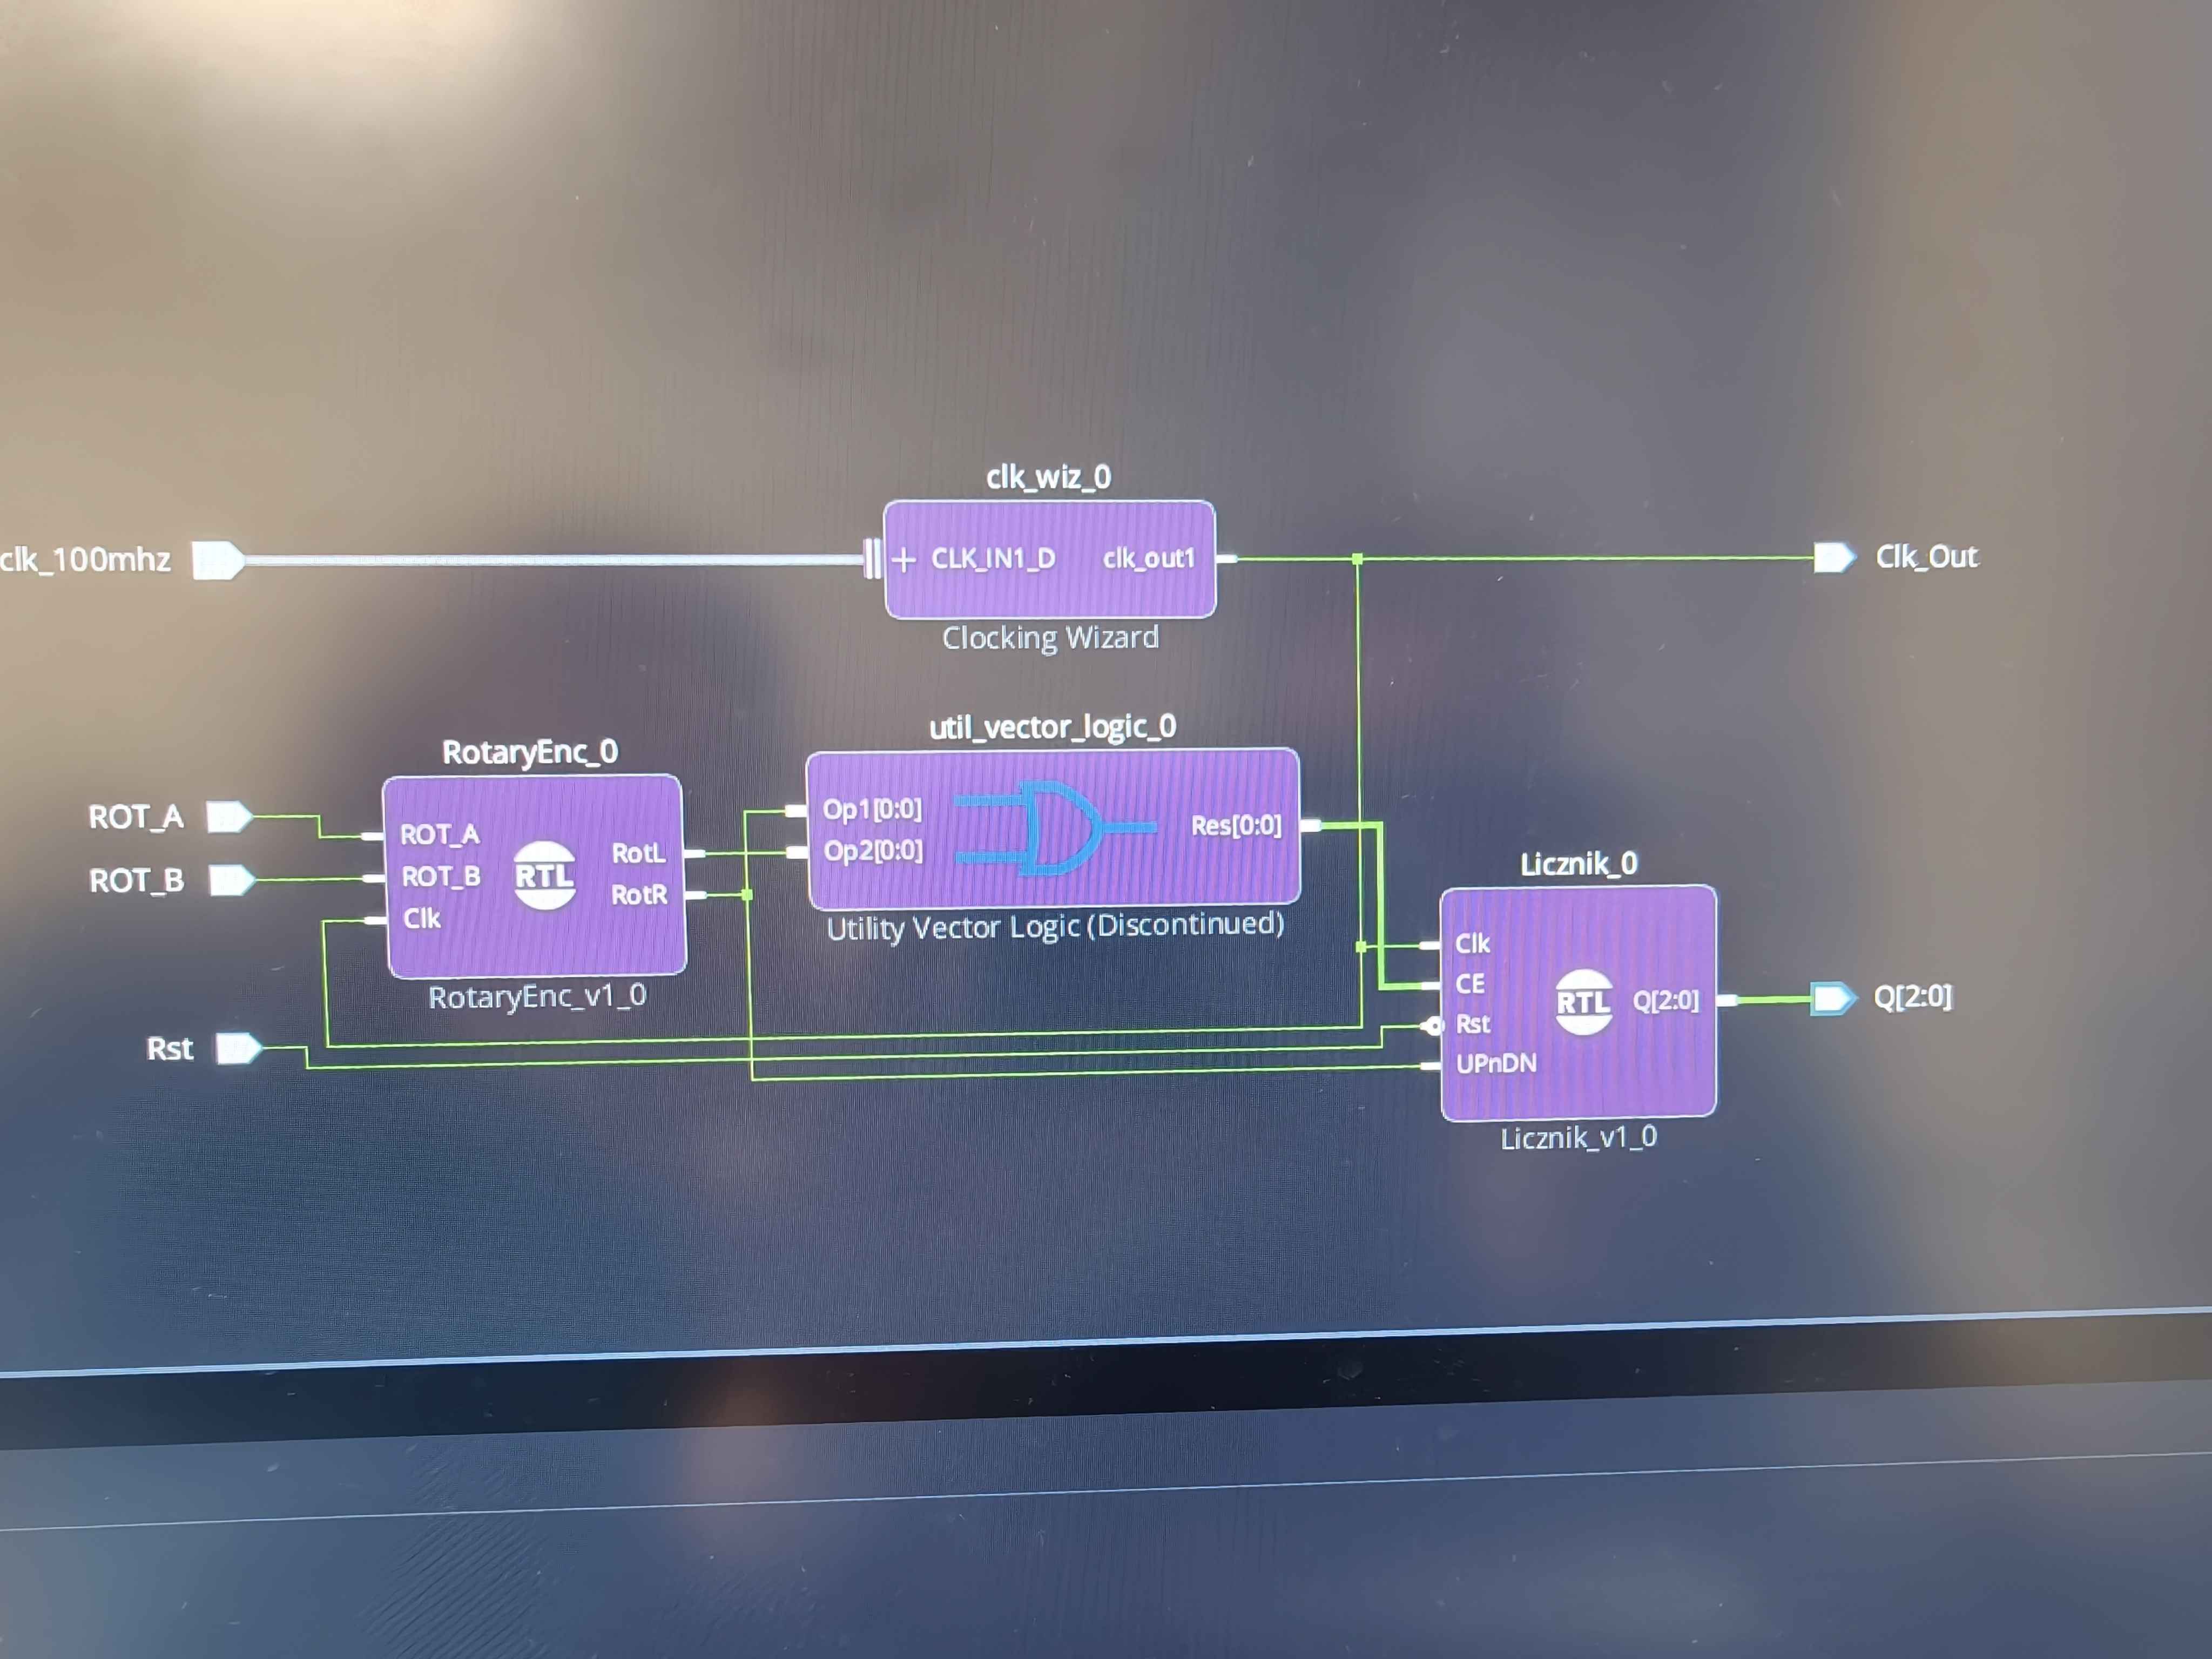 clk_wiz_0
clk_100mhz
CLK_IN1_D clk_out1
Clk_Out
Clocking Wizard
util_vector_logic_0
RotaryEnc_0
ROT_A
ROT_B
ROT_A
ROT_B
Clk
RTL
RotL
RotR
Op1[0:0]
Op2[0:0]
Res[0:0]
Utility Vector Logic (Discontinued)
RotaryEnc_v1_0
Rst
Licznik_0
Clk
CE
Rst
UPnDN
RTL
Q[2:0]
Q[2:0]
Licznik_v1_0